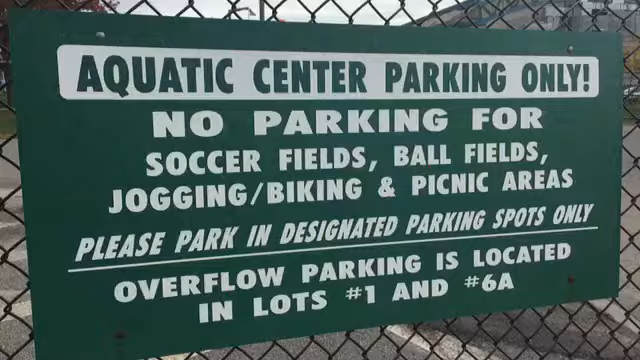 AQUATIC CENTER PARKING ONLY!
NO PARKING FOR
SOCCER FIELDS, BALL FIELDS,
JOGGING/BIKING & PICNIC AREAS
PLEASE PARK IN DESIGNATED PARKING SPOTS ONLY
OVERFLOW PARKING IS LOCATED
IN LOTS #1 AND #6A